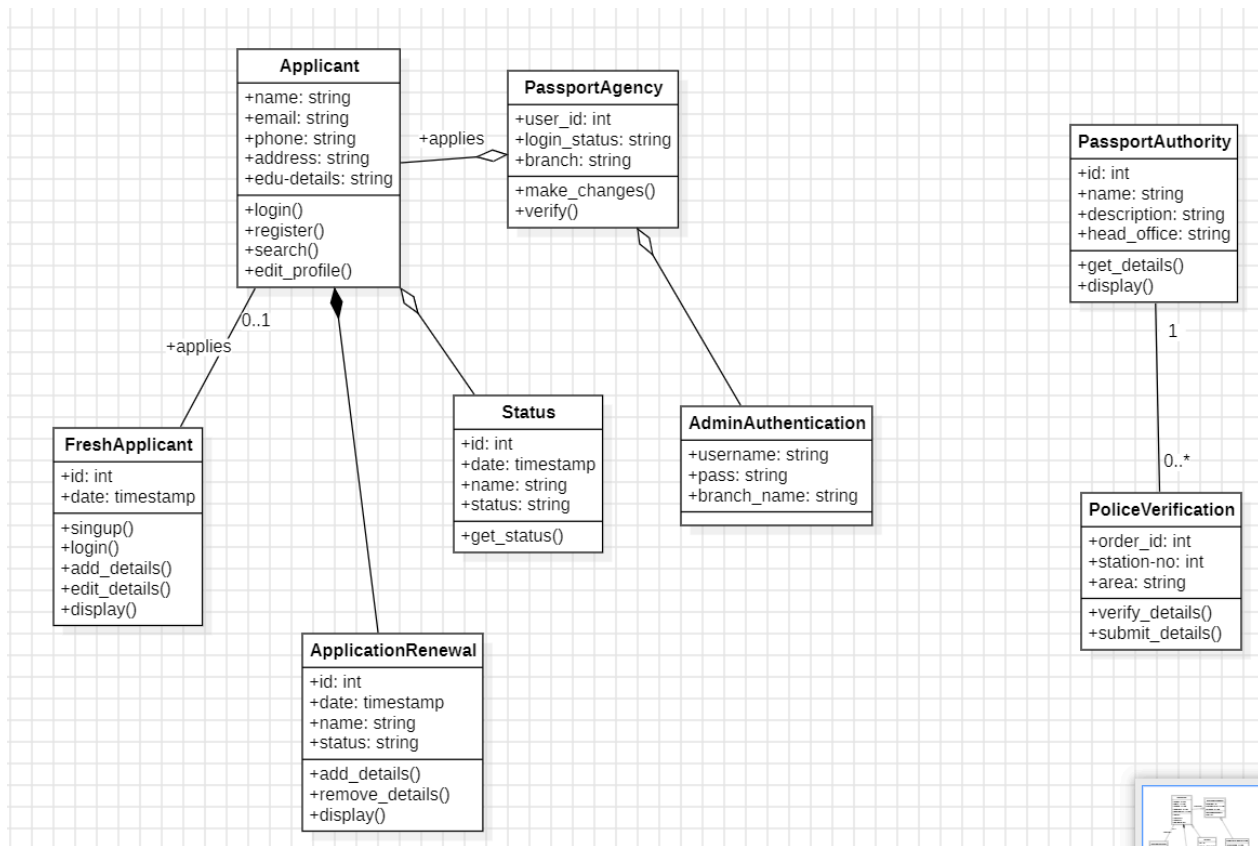 Applicant
+name: string
+email: string
+phone: string
+address: string
+edu-details: string
+login()
+register()
+search()
+edit_profile()
+applies
PassportAgency
+user_id: int
+login_status: string
+branch: string
+make_changes()
+verify()
PassportAuthority
+id: int
+name: string
+description: string
+head_office: string
+get_details()
+display()
0..1
+applies
1
FreshApplicant
+id: int
+date: timestamp
+singup()
+login()
+add_details()
+edit_details()
+display()
Status
+id: int
+date: timestamp
+name: string
+status: string
+get_status()
AdminAuthentication
+username: string
+pass: string
+branch_name: string
0..*
PoliceVerification
+order_id: int
+station-no: int
+area: string
+verify_details()
+submit_details()
ApplicationRenewal
+id: int
+date: timestamp
+name: string
+status: string
+add_details()
+remove_details()
+display()